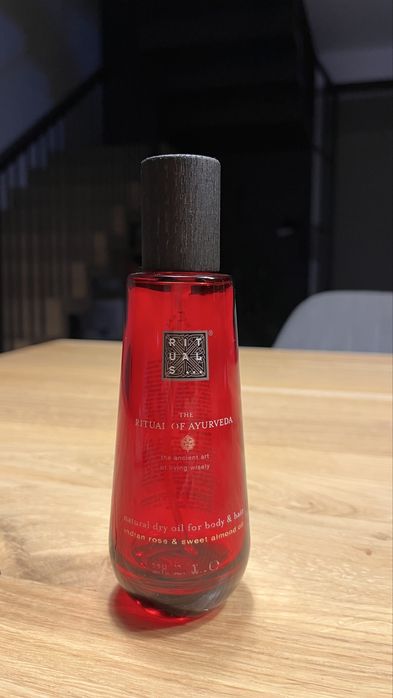 RIT
UAL
S...
®
THE
RITUAL OF AYURVEDA
the ancient art
of living wisely
natural dry oil for body & hair
indian rose & sweet almond oil